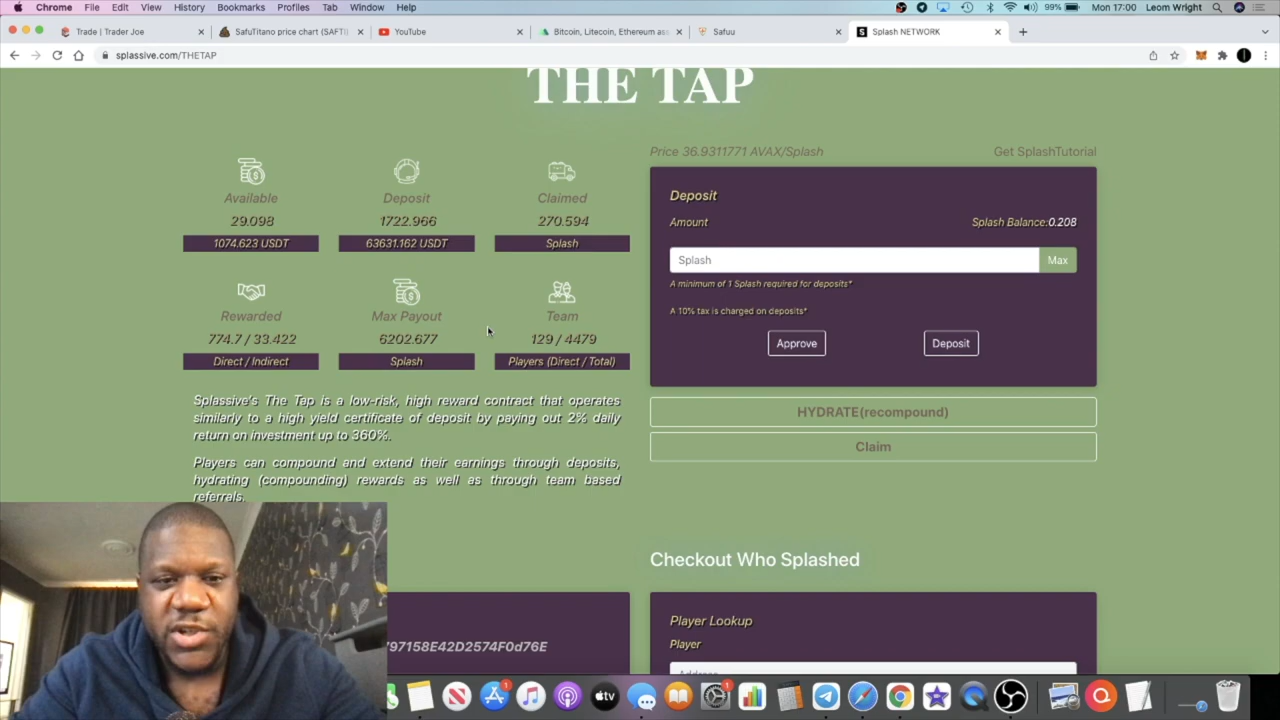 Chrome File Edit View History Bookmarks Profiles Tab Window Help
99% Mon 17:00 Leom Wright
Trade | Trader Joe
SafuTitano price chart (SAFTI
YouTube
Bitcoin, Litecoin, Ethereum as
Safuu
Splash NETWORK
splassive.com/THETAP
THE TAP
Price 36.9311771 AVAX/Splash
Get SplashTutorial
Available
29.098
1074.623 USDT
Deposit
1722.966
63631.162 USDT
Claimed
270.594
Splash
Rewarded
774.7 / 33.422
Direct / Indirect
Max Payout
6202.677
Splash
Team
129 / 4479
Players (Direct / Total)
Splassive's The Tap is a low-risk, high reward contract that operates
similarly to a high yield certificate of deposit by paying out 2% daily
return on investment up to 360%.
Players can compound and extend their earnings through deposits,
hydrating (compounding) rewards as well as through team based
referrals.
Deposit
Amount
Splash Balance:0.208
Splash
Max
A minimum of 1 Splash required for deposits*
A 10% tax is charged on deposits*
Approve
Deposit
HYDRATE(recompound)
Claim
797158E42D2574F0d76E
Checkout Who Splashed
Player Lookup
Player
tv